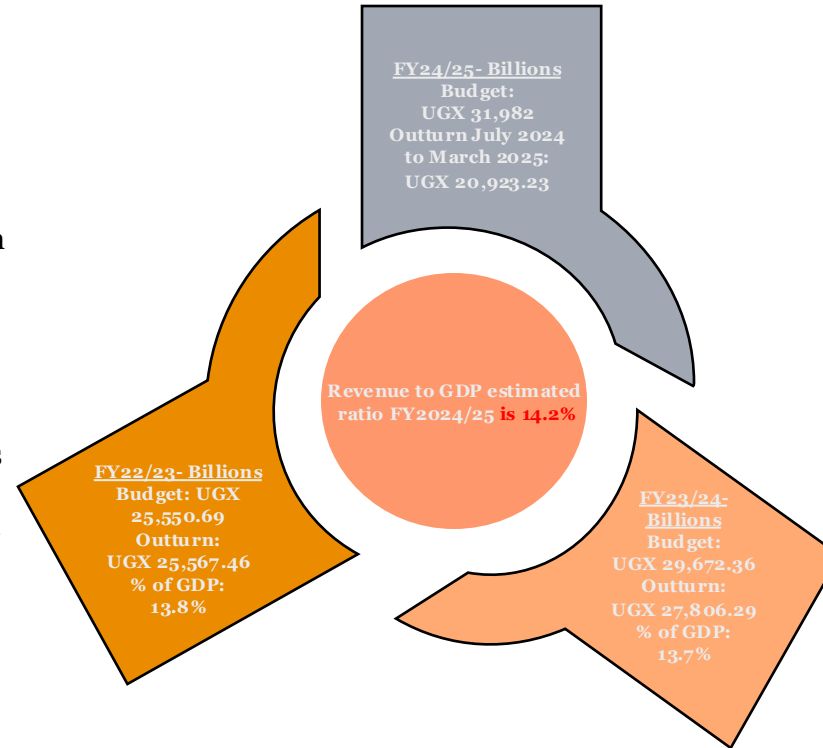 FY24/25- Billions
Budget:
UGX 31,982
Outturn July 2024
to March 2025:
UGX 20,923.23
Revenue to GDP estimated
ratio FY2024/25 is 14.2%
FY22/23- Billions
Budget: UGX
25,550.69
Outturn:
UGX 25,567.46
% of GDP:
13.8%
FY23/24-
Billions
Budget:
UGX 29,672.36
Outturn:
UGX 27,806.29
% of GDP:
13.7%